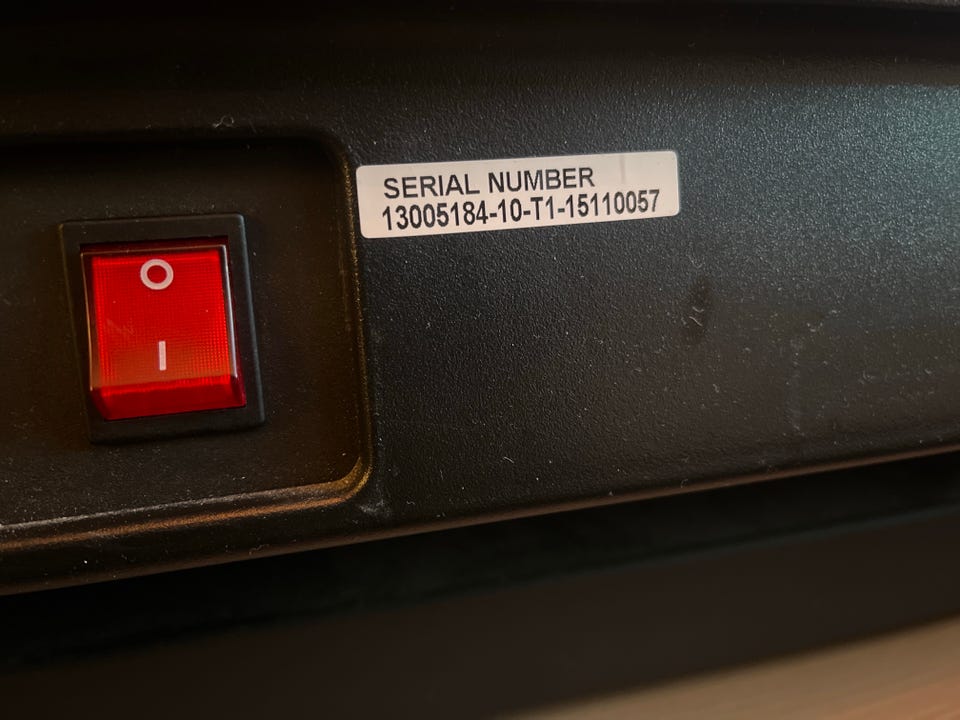 SERIAL NUMBER
13005184-10-T1-15110057
O
I